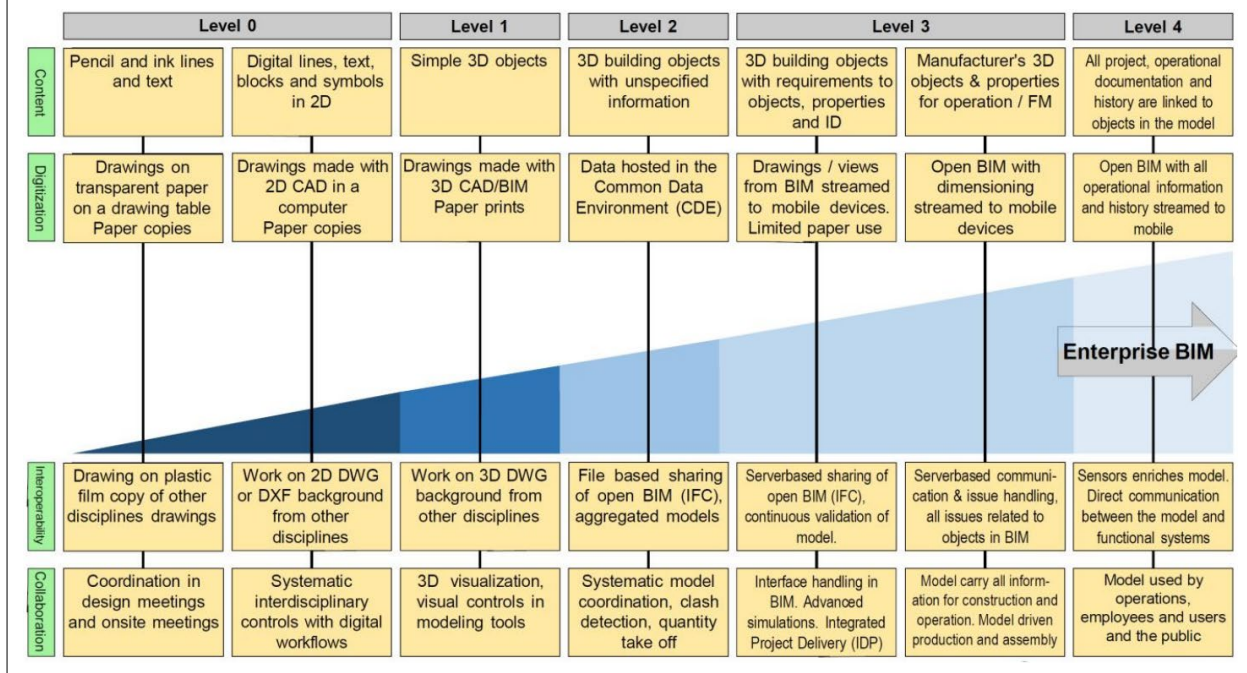 Level 0
Level 1
Level 2
Level 3
Level 4
Content
Pencil and ink lines
and text
Digital lines, text,
blocks and symbols
in 2D
Simple 3D objects
3D building objects
with unspecified
information
3D building objects
with requirements to
objects, properties
and ID
Manufacturer's 3D
objects & properties
for operation / FM
All project, operational
documentation and
history are linked to
objects in the model
Digitization
Drawings on
transparent paper
on a drawing table
Paper copies
Drawings made with
2D CAD in a
computer
Paper copies
Drawings made with
3D CAD/BIM
Paper prints
Data hosted in the
Common Data
Environment (CDE)
Drawings / views
from BIM streamed
to mobile devices.
Limited paper use
Open BIM with
dimensioning
streamed to mobile
devices
Open BIM with all
operational information
and history streamed to
mobile
Enterprise BIM
Interoperability
Drawing on plastic
film copy of other
disciplines drawings
Work on 2D DWG
or DXF background
from other
disciplines
Work on 3D DWG
background from
other disciplines
File based sharing
of open BIM (IFC),
aggregated models
Serverbased sharing of
open BIM (IFC),
continuous validation of
model.
Serverbased communi-
cation & issue handling,
all issues related to
objects in BIM
Sensors enriches model.
Direct communication
between the model and
functional systems
Collaboration
Coordination in
design meetings
and onsite meetings
Systematic
interdisciplinary
controls with digital
workflows
3D visualization,
visual controls in
modeling tools
Systematic model
coordination, clash
detection, quantity
take off
Interface handling in
BIM. Advanced
simulations. Integrated
Project Delivery (IDP)
Model carry all inform-
ation for construction and
operation. Model driven
production and assembly
Model used by
operations,
employees and users
and the public